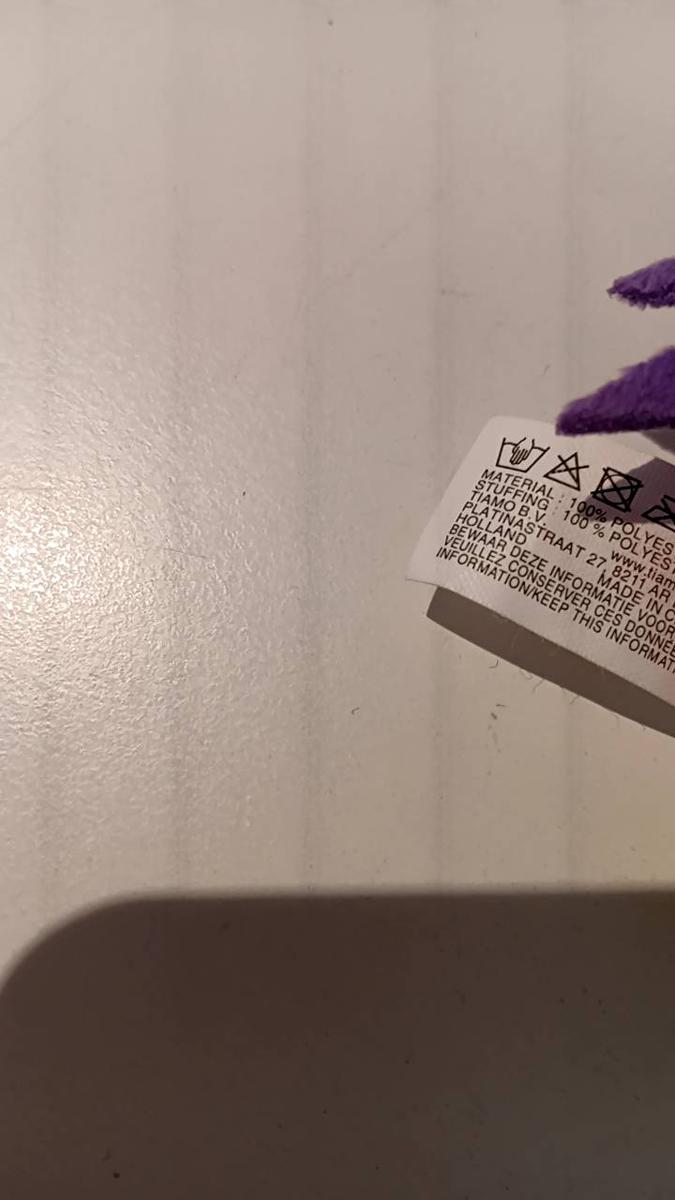 MATERIAL : 100% POLYES
STUFFING : 100 % POLYES
TIAMO B.V. www.tiam
PLATINASTRAAT 27, 8211 AR
HOLLAND MADE IN C
BEWAAR DEZE INFORMATIE VOOR
VEUILLEZ CONSERVER CES DONNEE
INFORMATION/KEEP THIS INFORMAT